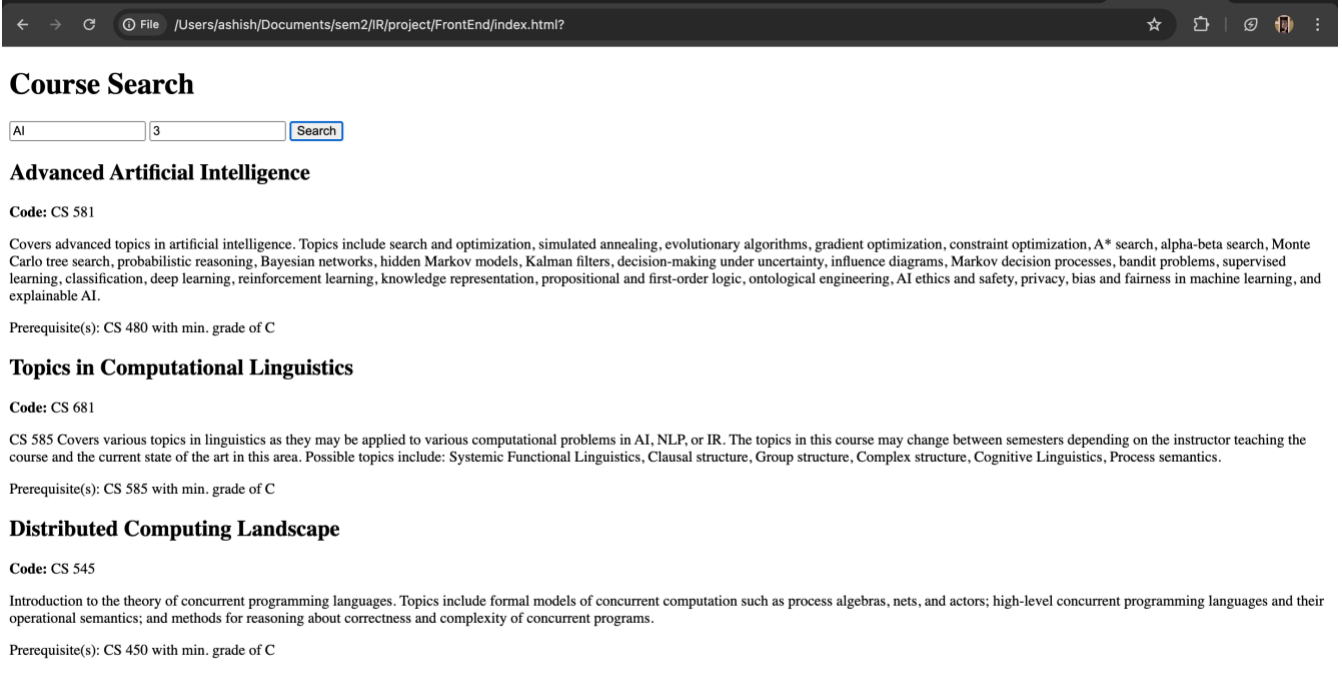 File /Users/ashish/Documents/sem2/IR/project/FrontEnd/index.html?
Course Search
AI 3 Search
Advanced Artificial Intelligence
Code: CS 581
Covers advanced topics in artificial intelligence. Topics include search and optimization, simulated annealing, evolutionary algorithms, gradient optimization, constraint optimization, A* search, alpha-beta search, Monte
Carlo tree search, probabilistic reasoning, Bayesian networks, hidden Markov models, Kalman filters, decision-making under uncertainty, influence diagrams, Markov decision processes, bandit problems, supervised
learning, classification, deep learning, reinforcement learning, knowledge representation, propositional and first-order logic, ontological engineering, AI ethics and safety, privacy, bias and fairness in machine learning, and
explainable AI.
Prerequisite(s): CS 480 with min. grade of C
Topics in Computational Linguistics
Code: CS 681
CS 585 Covers various topics in linguistics as they may be applied to various computational problems in AI, NLP, or IR. The topics in this course may change between semesters depending on the instructor teaching the
course and the current state of the art in this area. Possible topics include: Systemic Functional Linguistics, Clausal structure, Group structure, Complex structure, Cognitive Linguistics, Process semantics.
Prerequisite(s): CS 585 with min. grade of C
Distributed Computing Landscape
Code: CS 545
Introduction to the theory of concurrent programming languages. Topics include formal models of concurrent computation such as process algebras, nets, and actors; high-level concurrent programming languages and their
operational semantics; and methods for reasoning about correctness and complexity of concurrent programs.
Prerequisite(s): CS 450 with min. grade of C